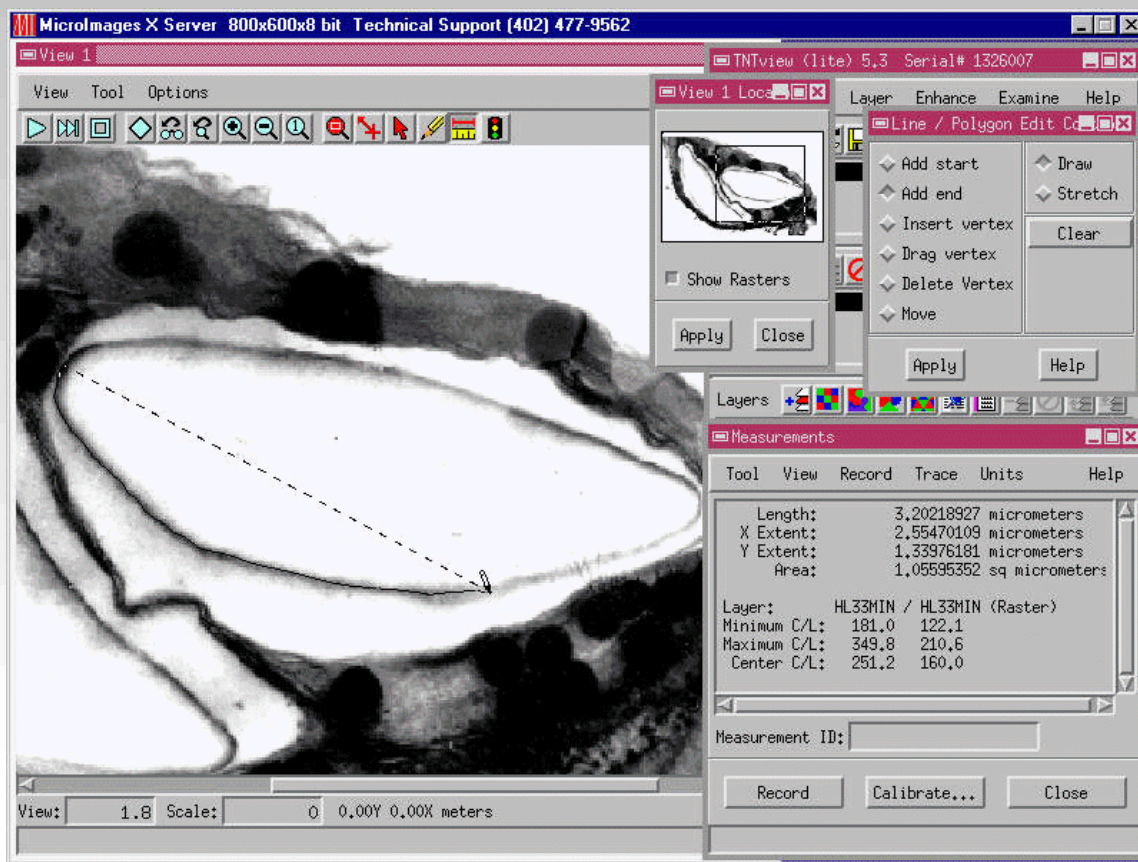 MicroImages X Server 800x600x8 bit Technical Support (402) 477-9562
View 1
View Tool Options
View: 1.8 Scale: 0 0.00Y 0.00X meters
TNTview (lite) 5.3 Serial# 1326007
Layer Enhance Examine Help
View 1 Loca
Show Rasters
Apply Close
Line / Polygon Edit Co
Add start
Add end
Insert vertex
Drag vertex
Delete Vertex
Move
Draw
Stretch
Clear
Apply Help
Layers
Measurements
Tool View Record Trace Units Help
Length: 3.20218927 micrometers
X Extent: 2.55470109 micrometers
Y Extent: 1.33976181 micrometers
Area: 1.05595352 sq micrometers
Layer: HL33MIN / HL33MIN (Raster)
Minimum C/L: 181.0 122.1
Maximum C/L: 349.8 210.6
Center C/L: 251.2 160.0
Measurement ID:
Record Calibrate... Close